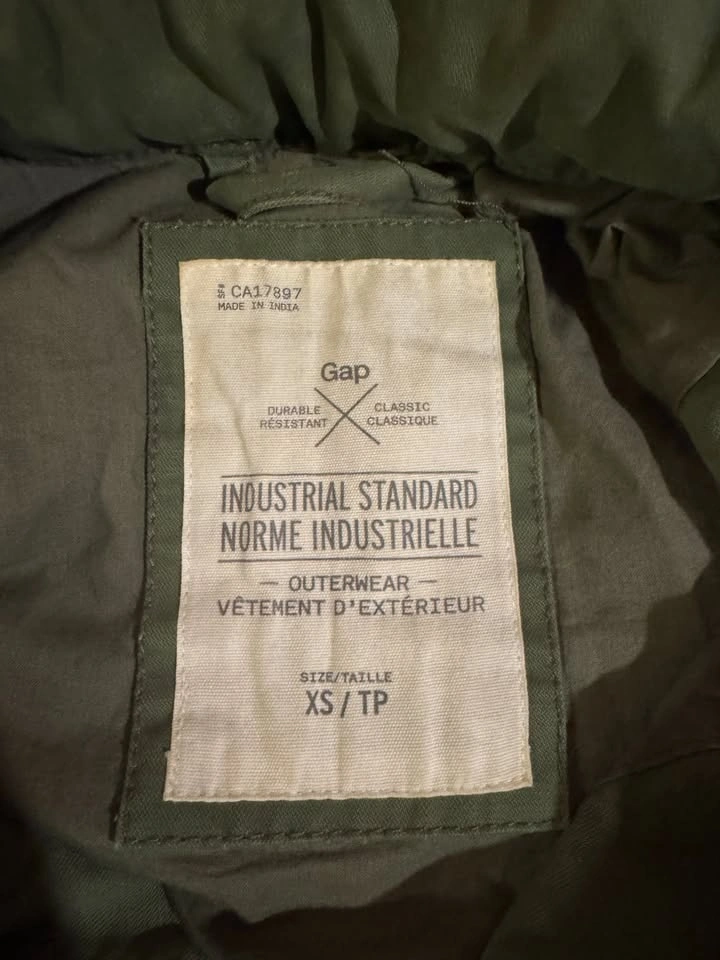 SF# CA17897
MADE IN INDIA
Gap
DURABLE CLASSIC
RÉSISTANT CLASSIQUE
INDUSTRIAL STANDARD
NORME INDUSTRIELLE
— OUTERWEAR —
VÊTEMENT D'EXTÉRIEUR
SIZE/TAILLE
XS / TP